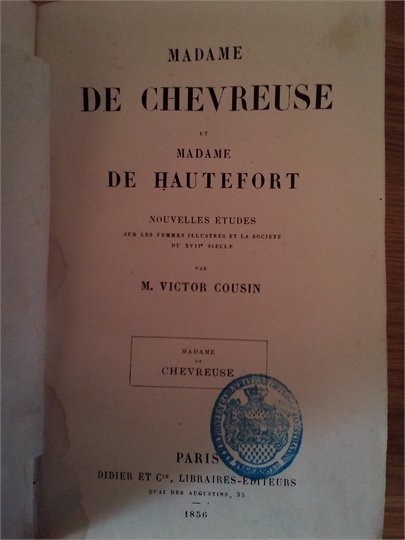 MADAME
DE CHEVREUSE
ET
MADAME
DE HAUTEFORT
NOUVELLES ÉTUDES
SUR LES FEMMES ILLUSTRES ET LA SOCIÉTÉ
DU XVIIe SIÈCLE
PAR
M. VICTOR COUSIN
MADAME
DE
CHEVREUSE
PARIS
DIDIER ET Cie, LIBRAIRES-ÉDITEURS
QUAI DES AUGUSTINS, 35
1856